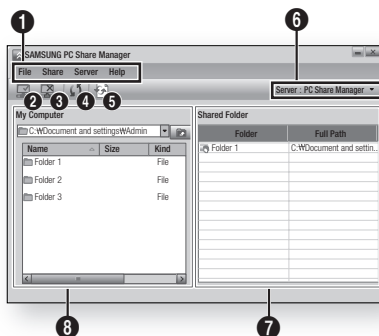 1
6
SAMSUNG PC Share Manager
File Share Server Help
2 3 4 5
Server : PC Share Manager
My Computer
Shared Folder
C:\Document and settings\Admin
Name Size Kind
Folder Full Path
Folder 1 File
Folder 1 C:\Document and settin..
Folder 2 File
Folder 3 File
8
7